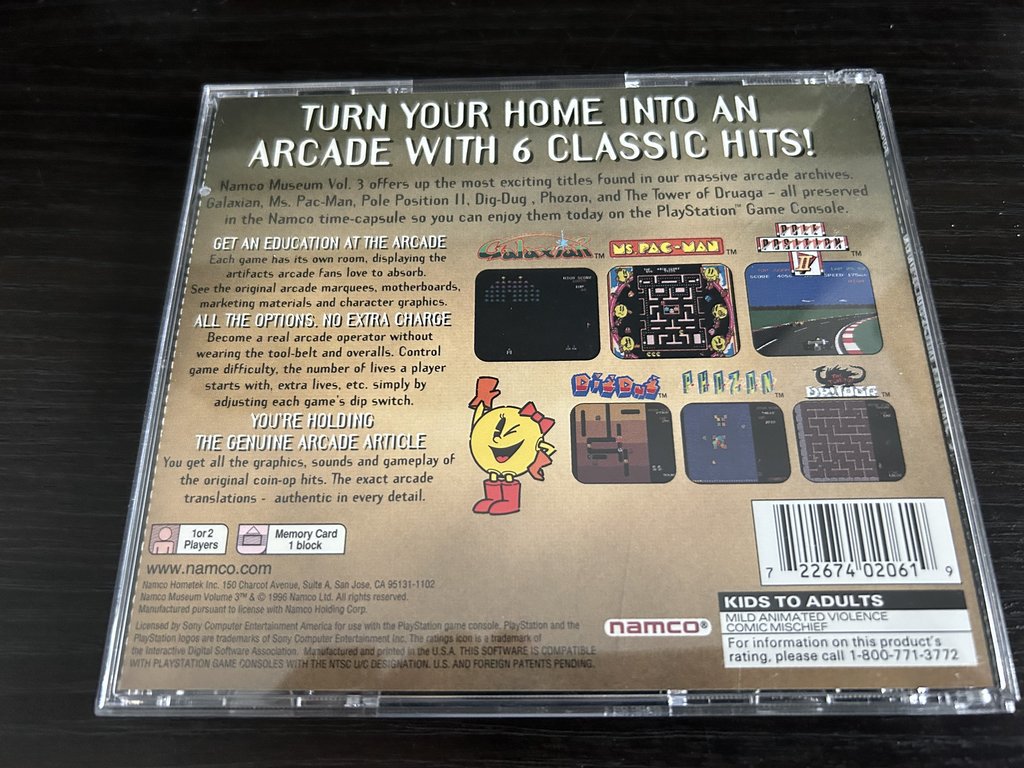 TURN YOUR HOME INTO AN
ARCADE WITH 6 CLASSIC HITS!
Namco Museum Vol. 3 offers up the most exciting titles found in our massive arcade archives.
Galaxian, Ms. Pac-Man, Pole Position II, Dig-Dug , Phozon, and The Tower of Druaga - all preserved
in the Namco time-capsule so you can enjoy them today on the PlayStation™ Game Console.
GET AN EDUCATION AT THE ARCADE
Each game has its own room, displaying the
artifacts arcade fans love to absorb.
See the original arcade marquees, motherboards,
marketing materials and character graphics.
ALL THE OPTIONS. NO EXTRA CHARGE
Become a real arcade operator without
wearing the tool-belt and overalls. Control
game difficulty, the number of lives a player
starts with, extra lives, etc. simply by
adjusting each game's dip switch.
YOU'RE HOLDING
THE GENUINE ARCADE ARTICLE
You get all the graphics, sounds and gameplay of
the original coin-op hits. The exact arcade
translations - authentic in every detail.
Galaxian™
MS. PAC-MAN™
POLE POSITION II™
DIG DUG™
PHOZON™
DRUAGA™
1 or 2
Players
Memory Card
1 block
www.namco.com
Namco Hometek Inc. 150 Charcot Avenue, Suite A, San Jose, CA 95131-1102
Namco Museum Volume 3™ & © 1996 Namco Ltd. All rights reserved.
Manufactured pursuant to license with Namco Holding Corp.
Licensed by Sony Computer Entertainment America for use with the PlayStation game console. PlayStation and the
PlayStation logos are trademarks of Sony Computer Entertainment Inc. The ratings icon is a trademark of
the Interactive Digital Software Association. Manufactured and printed in the U.S.A. THIS SOFTWARE IS COMPATIBLE
WITH PLAYSTATION GAME CONSOLES WITH THE NTSC U/C DESIGNATION. U.S. AND FOREIGN PATENTS PENDING.
namco®
7 22674 02061 9
KIDS TO ADULTS
MILD ANIMATED VIOLENCE
COMIC MISCHIEF
For information on this product's
rating, please call 1-800-771-3772